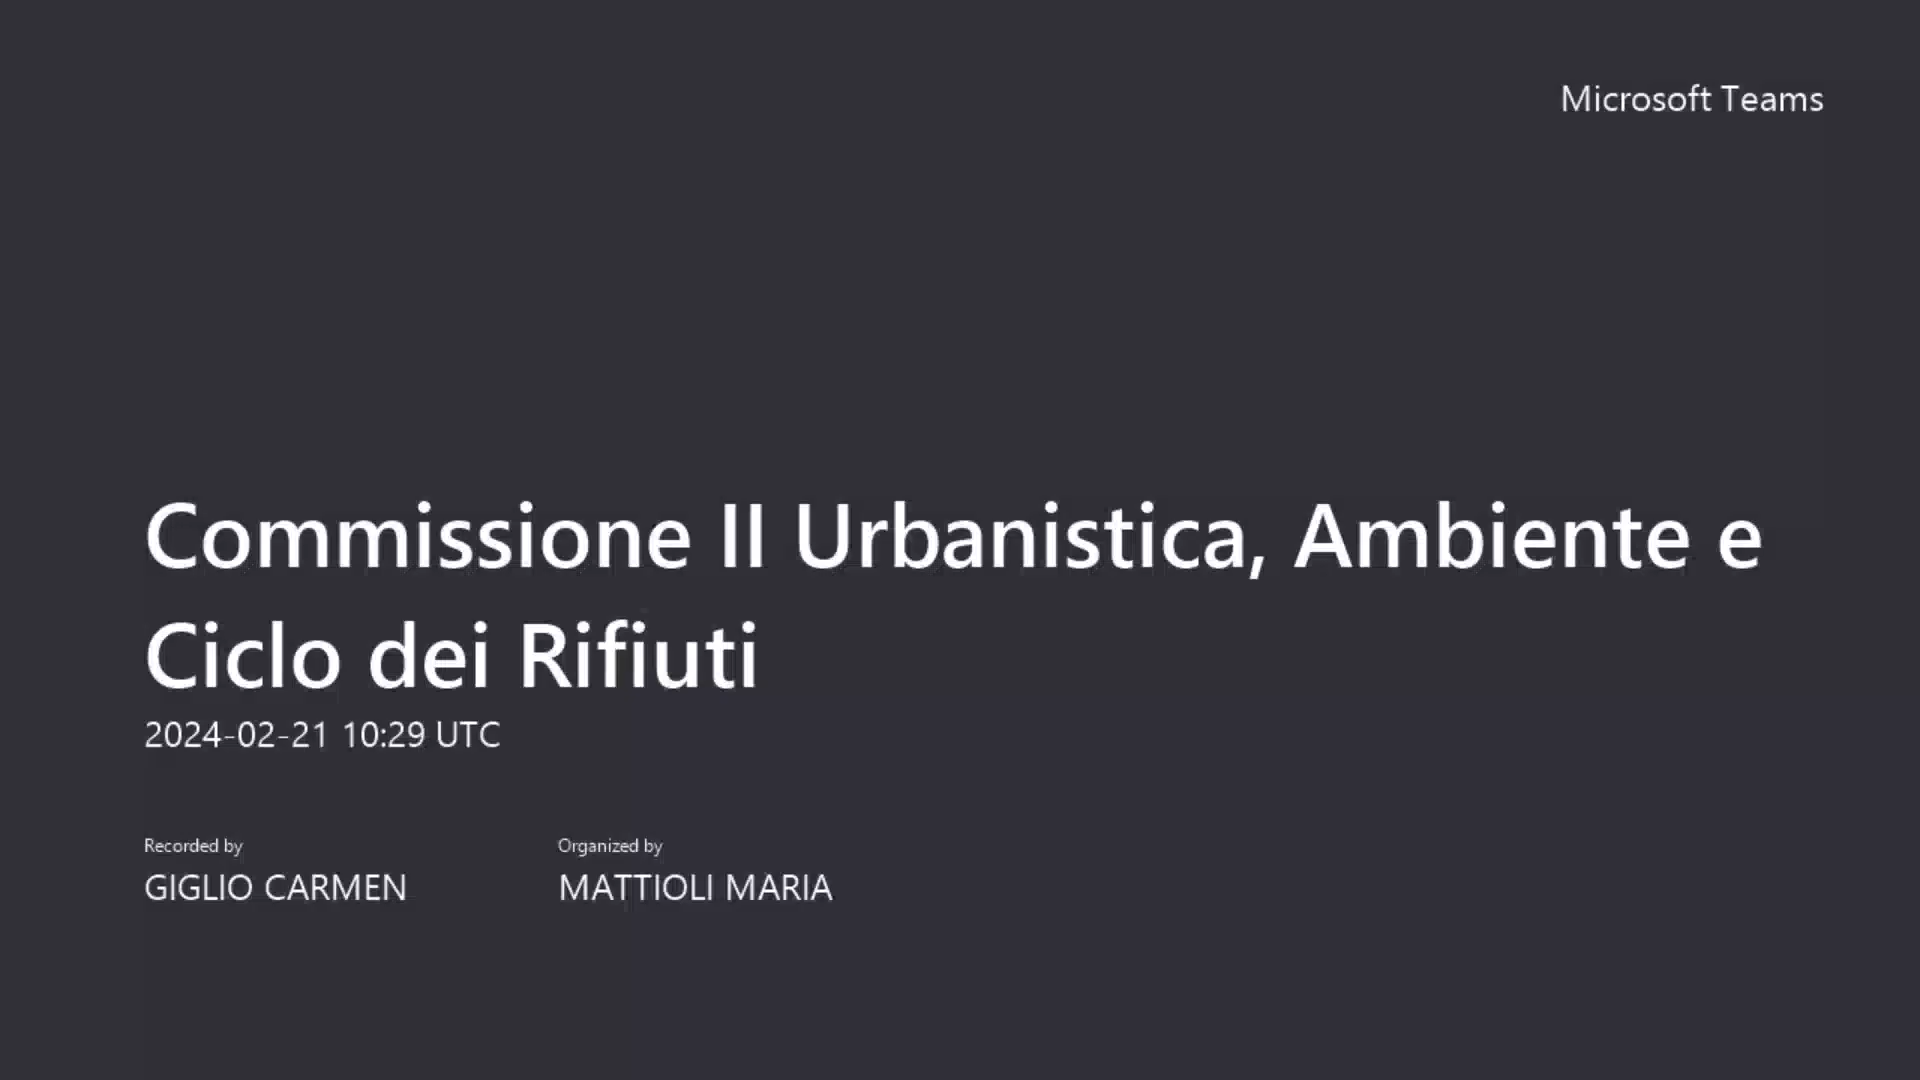 Microsoft Teams
Commissione II Urbanistica, Ambiente e
Ciclo dei Rifiuti
2024-02-21 10:29 UTC
Recorded by
GIGLIO CARMEN
Organized by
MATTIOLI MARIA